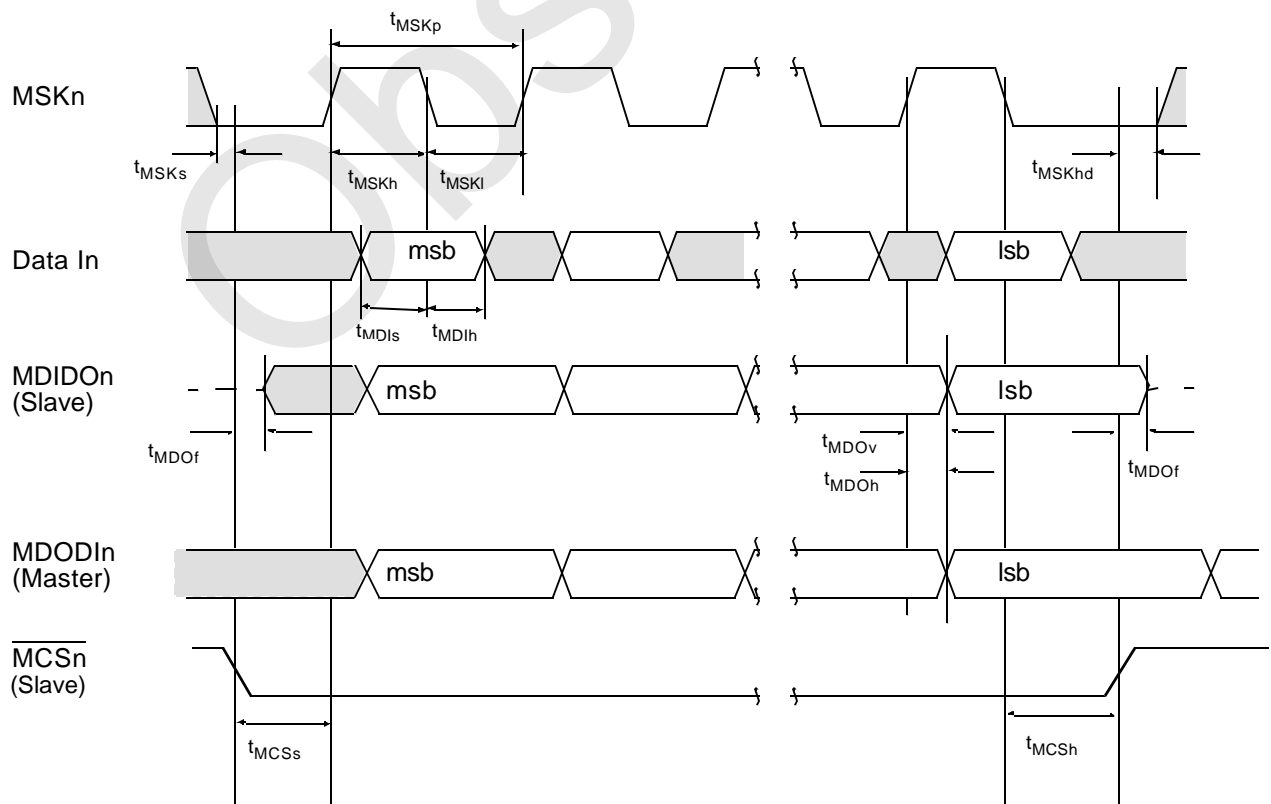 tMSKp
MSKn
tMSKs
tMSKh
tMSKl
tMSKhd
Data In
msb
lsb
tMDIs
tMDIh
MDIDOn
(Slave)
msb
lsb
tMDOf
tMDOv
tMDOh
tMDOf
MDODIn
(Master)
msb
lsb
MCSn
(Slave)
tMCSs
tMCSh
Obs